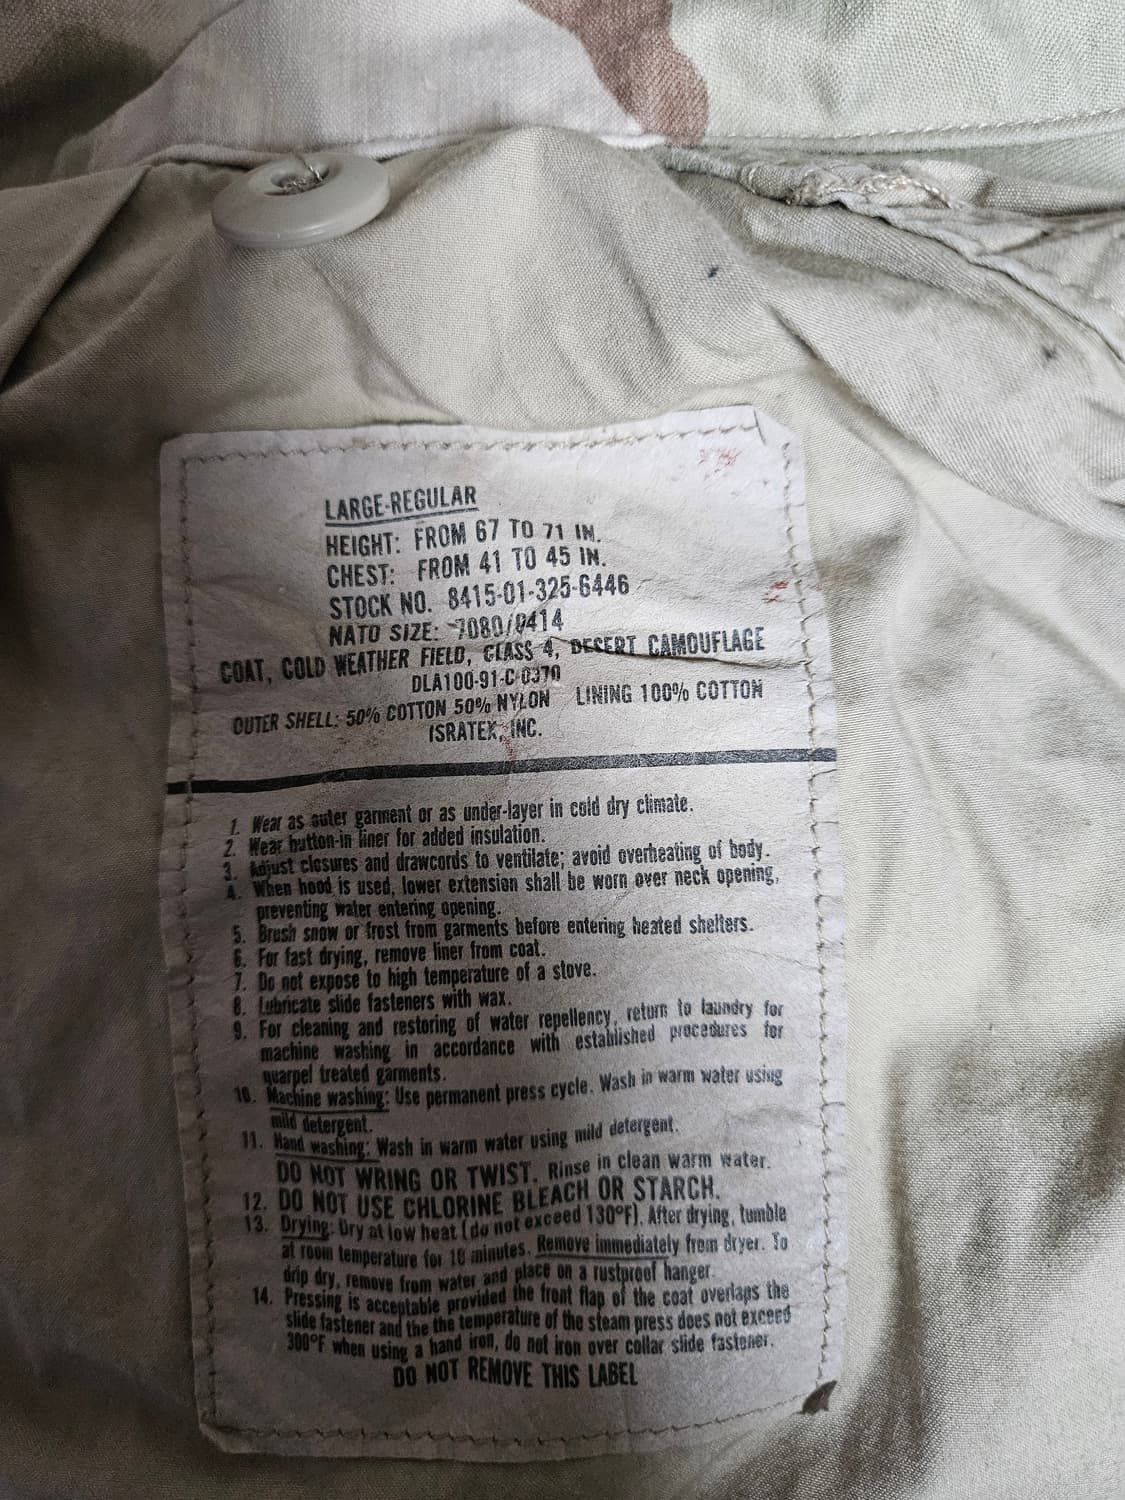 LARGE-REGULAR
HEIGHT: FROM 67 TO 71 IN.
CHEST: FROM 41 TO 45 IN.
STOCK NO. 8415-01-325-6446
NATO SIZE: 7080/0414
COAT, COLD WEATHER FIELD, CLASS 4, DESERT CAMOUFLAGE
DLA100-91-C-0370
OUTER SHELL: 50% COTTON 50% NYLON LINING 100% COTTON
ISRATEX, INC.
1. Wear as outer garment or as under-layer in cold dry climate.
2. Wear button-in liner for added insulation.
3. Adjust closures and drawcords to ventilate; avoid overheating of body.
4. When hood is used, lower extension shall be worn over neck opening,
preventing water entering opening.
5. Brush snow or frost from garments before entering heated shelters.
6. For fast drying, remove liner from coat.
7. Do not expose to high temperature of a stove.
8. Lubricate slide fasteners with wax.
9. For cleaning and restoring of water repellency, return to laundry for
machine washing in accordance with established procedures for
quarpel treated garments.
10. Machine washing: Use permanent press cycle. Wash in warm water using
mild detergent.
11. Hand washing: Wash in warm water using mild detergent.
DO NOT WRING OR TWIST. Rinse in clean warm water.
12. DO NOT USE CHLORINE BLEACH OR STARCH.
13. Drying: Dry at low heat (do not exceed 130°F). After drying, tumble
at room temperature for 10 minutes. Remove immediately from dryer. To
drip dry, remove from water and place on a rustproof hanger.
14. Pressing is acceptable provided the front flap of the coat overlaps the
slide fastener and the the temperature of the steam press does not exceed
300°F when using a hand iron, do not iron over collar slide fastener.
DO NOT REMOVE THIS LABEL